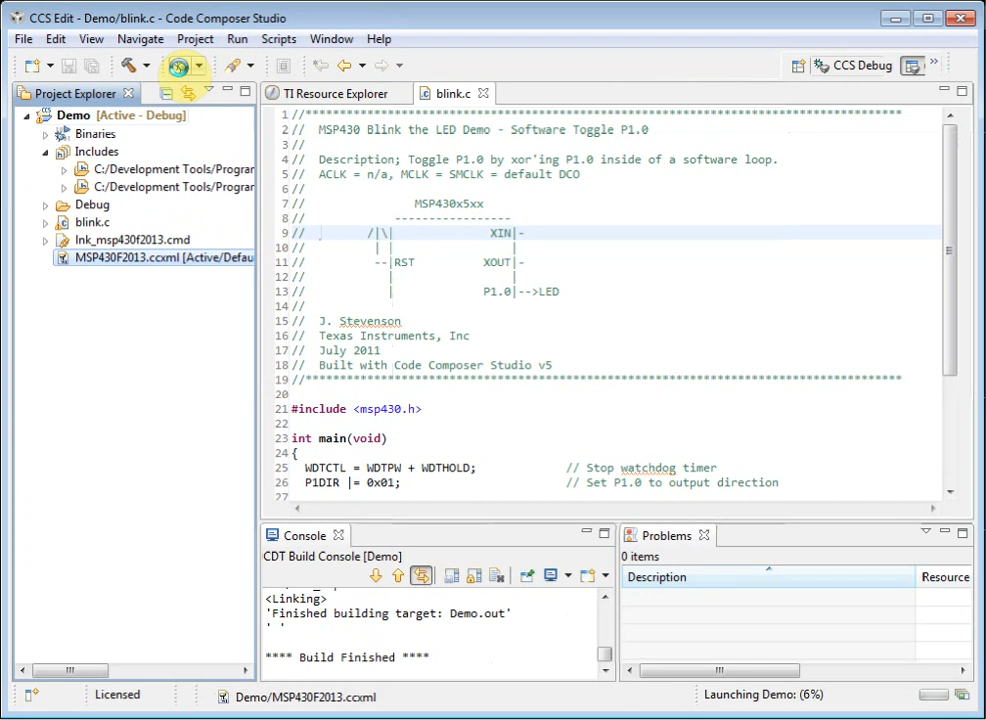 CCS Edit - Demo/blink.c - Code Composer Studio
File Edit View Navigate Project Run Scripts Window Help
CCS Debug
Project Explorer
Demo [Active - Debug]
Binaries
Includes
C:/Development Tools/Progran
C:/Development Tools/Progran
Debug
blink.c
lnk_msp430f2013.cmd
MSP430F2013.ccxml [Active/Defau
TI Resource Explorer
blink.c
1//********************************************************************************
2//  MSP430 Blink the LED Demo - Software Toggle P1.0
3//
4//  Description; Toggle P1.0 by xor'ing P1.0 inside of a software loop.
5//  ACLK = n/a, MCLK = SMCLK = default DCO
6//
7//                MSP430x5xx
8//             -----------------
9//         /|\|              XIN|-
10//          | |                 |
11//          --|RST          XOUT|-
12//            |                 |
13//            |             P1.0|-->LED
14//
15//  J. Stevenson
16//  Texas Instruments, Inc
17//  July 2011
18//  Built with Code Composer Studio v5
19//********************************************************************************
20
21 #include <msp430.h>
22
23 int main(void)
24 {
25   WDTCTL = WDTPW + WDTHOLD;             // Stop watchdog timer
26   P1DIR |= 0x01;                        // Set P1.0 to output direction
27
Console
CDT Build Console [Demo]
<Linking>
'Finished building target: Demo.out'
' '
**** Build Finished ****
Problems
0 items
Description Resource
Licensed
Demo/MSP430F2013.ccxml
Launching Demo: (6%)